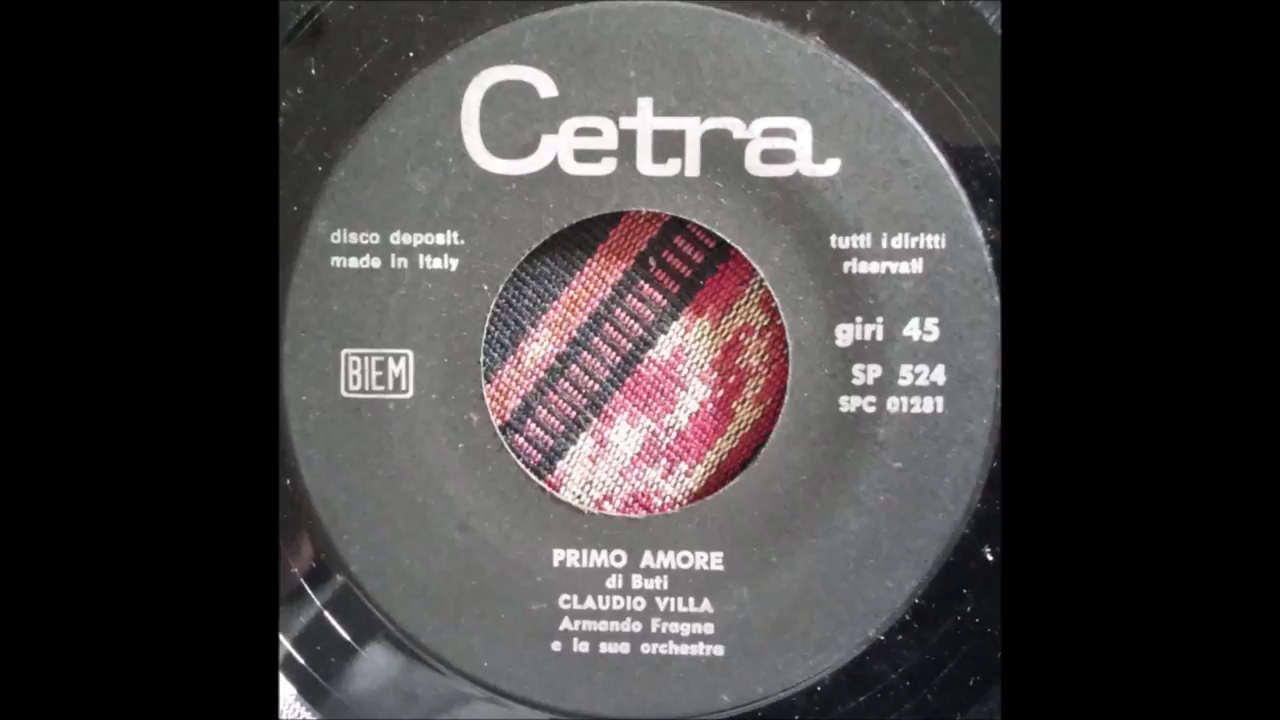 Cetra
disco deposit.
made in Italy
tutti i diritti
riservati
BIEM
giri 45
SP 524
SPC 01281
PRIMO AMORE
di Buti
CLAUDIO VILLA
Armando Fragna
e la sua orchestra